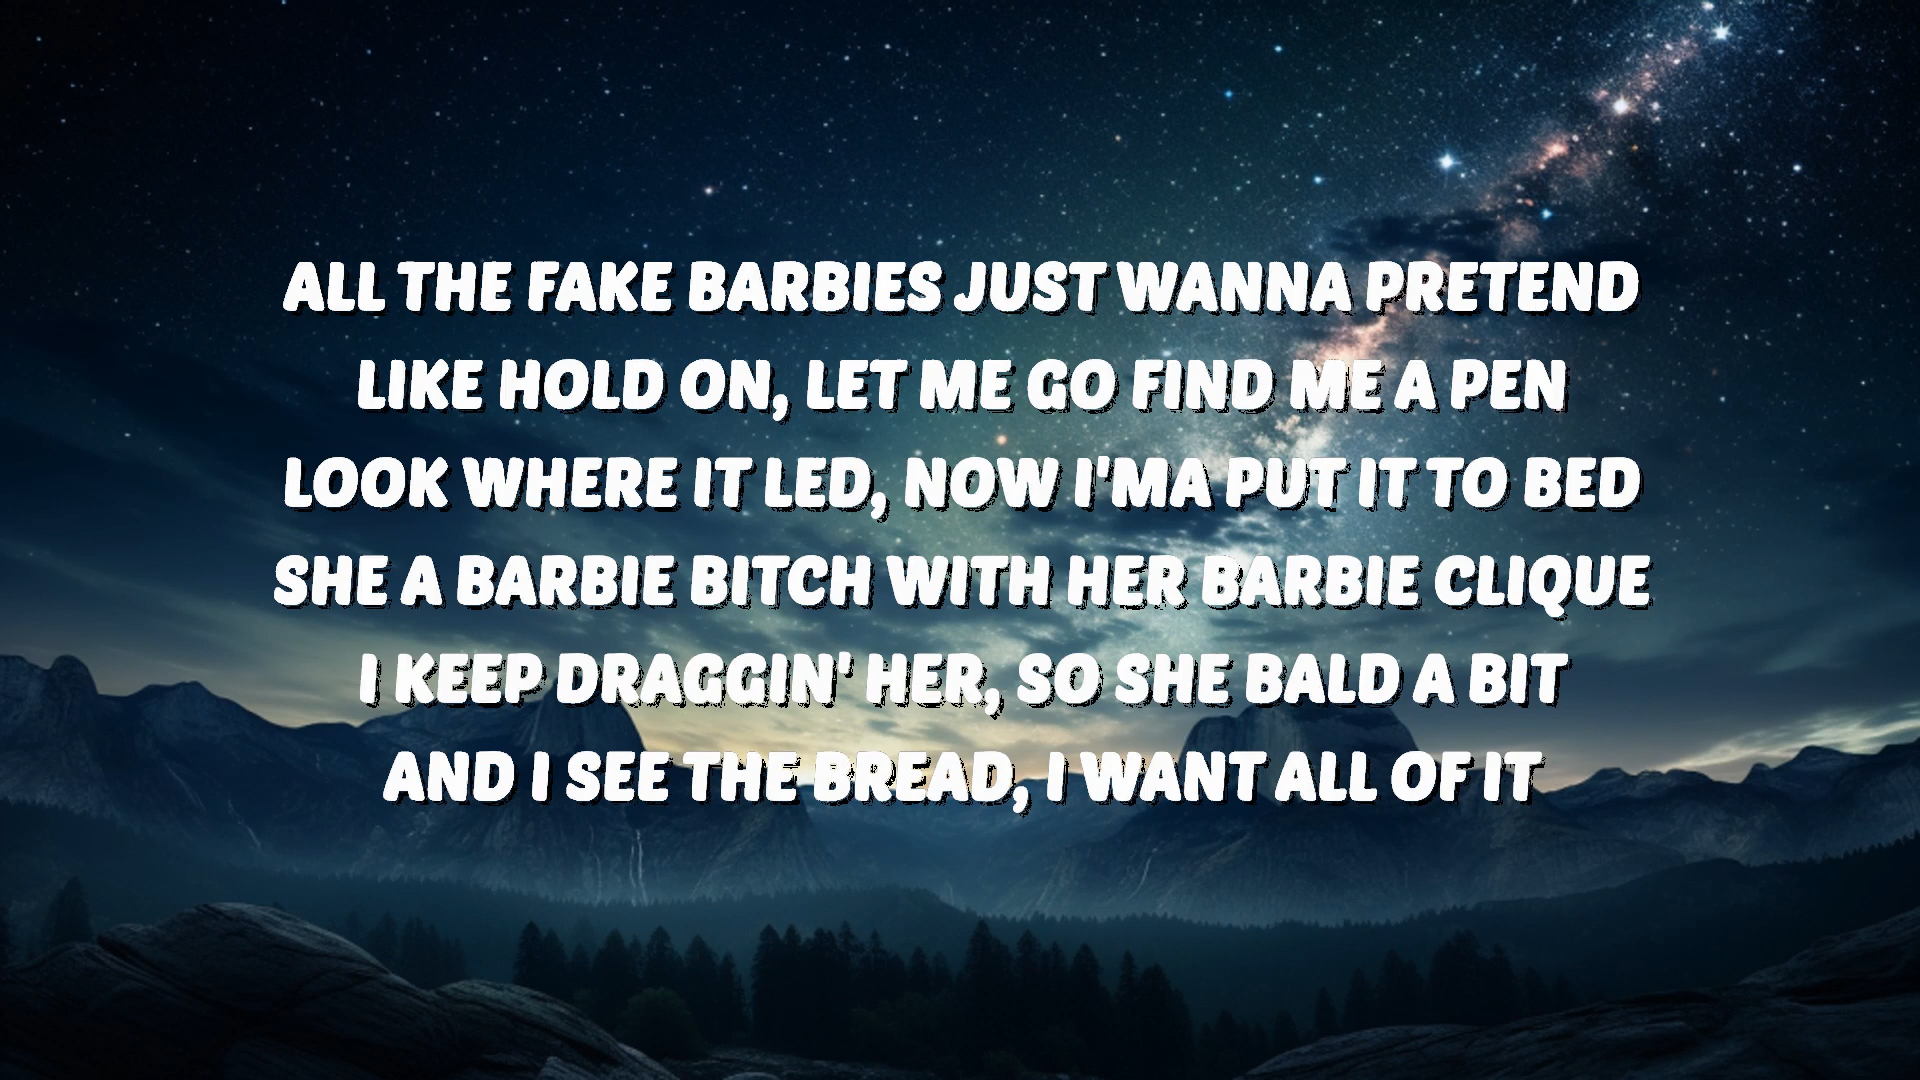 ALL THE FAKE BARBIES JUST WANNA PRETEND
LIKE HOLD ON, LET ME GO FIND ME A PEN
LOOK WHERE IT LED, NOW I'MA PUT IT TO BED
SHE A BARBIE BITCH WITH HER BARBIE CLIQUE
I KEEP DRAGGIN' HER, SO SHE BALD A BIT
AND I SEE THE BREAD, I WANT ALL OF IT